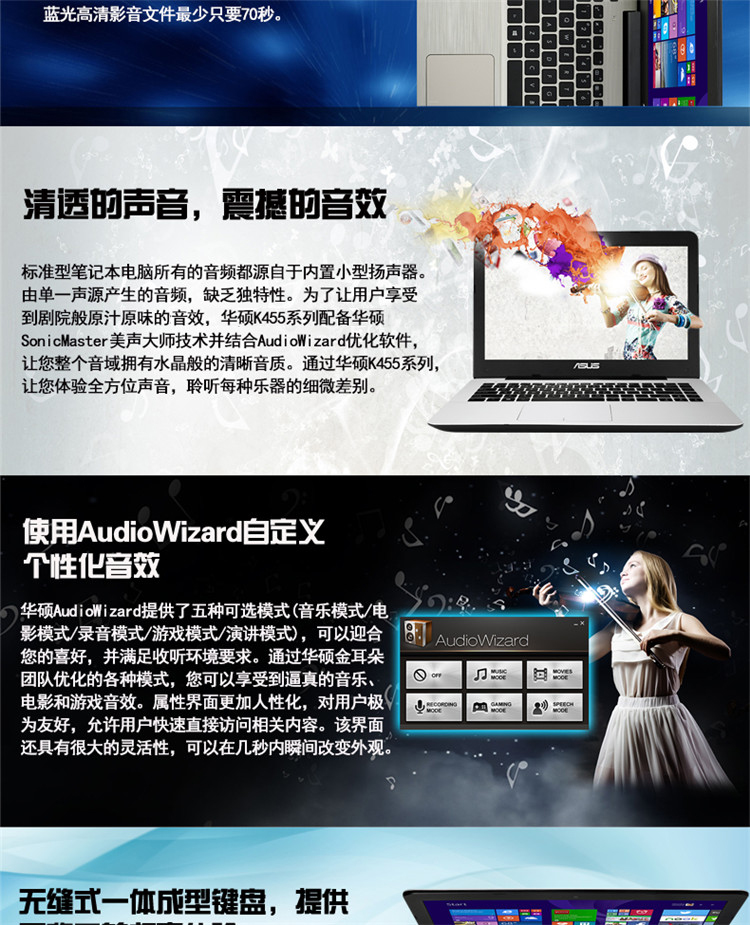 蓝光高清影音文件最少只要70秒。
清透的声音，震撼的音效
标准型笔记本电脑所有的音频都源自于内置小型扬声器。
由单一声源产生的音频，缺乏独特性。为了让用户享受
到剧院般原汁原味的音效，华硕K455系列配备华硕
SonicMaster美声大师技术并结合AudioWizard优化软件，
让您整个音域拥有水晶般的清晰音质。通过华硕K455系列，
让您体验全方位声音，聆听每种乐器的细微差别。
ASUS
使用AudioWizard自定义
个性化音效
华硕AudioWizard提供了五种可选模式(音乐模式/电
影模式/录音模式/游戏模式/演讲模式)，可以迎合
您的喜好，并满足收听环境要求。通过华硕金耳朵
团队优化的各种模式，您可以享受到逼真的音乐、
电影和游戏音效。属性界面更加人性化，对用户极
为友好，允许用户快速直接访问相关内容。该界面
还具有很大的灵活性，可以在几秒内瞬间改变外观。
AudioWizard
OFF
MUSIC
MODE
MOVIES
MODE
RECORDING
MODE
GAMING
MODE
SPEECH
MODE
无缝式一体成型键盘，提供
Start